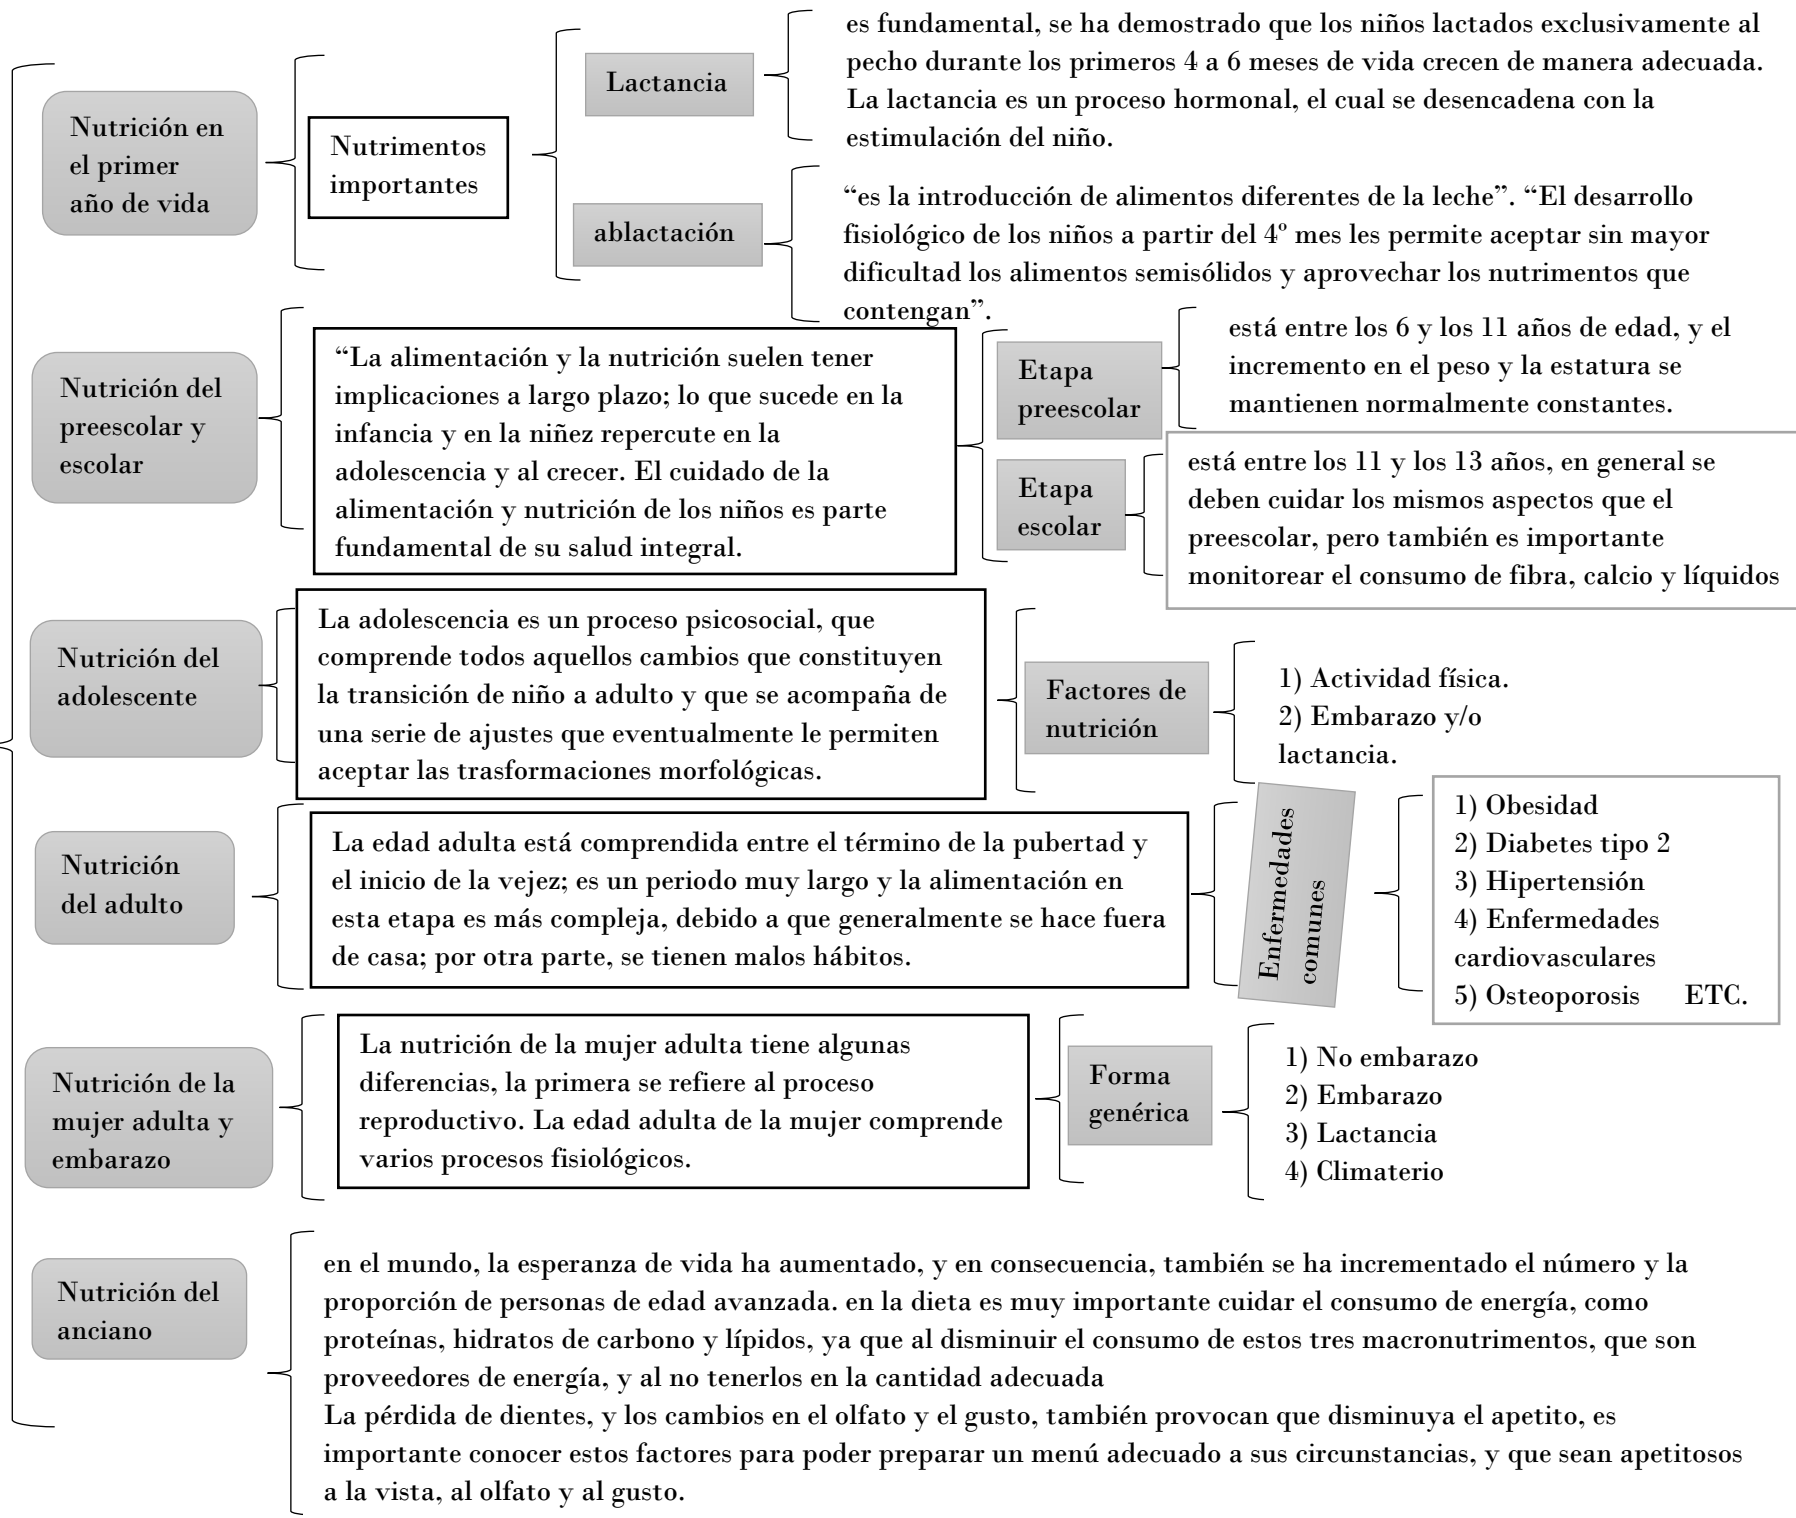 Nutrición en
el primer
año de vida
Nutrimentos
importantes
Lactancia
es fundamental, se ha demostrado que los niños lactados exclusivamente al
pecho durante los primeros 4 a 6 meses de vida crecen de manera adecuada.
La lactancia es un proceso hormonal, el cual se desencadena con la
estimulación del niño.
ablactación
“es la introducción de alimentos diferentes de la leche”. “El desarrollo
fisiológico de los niños a partir del 4º mes les permite aceptar sin mayor
dificultad los alimentos semisólidos y aprovechar los nutrimentos que
contengan”.
Nutrición del
preescolar y
escolar
“La alimentación y la nutrición suelen tener
implicaciones a largo plazo; lo que sucede en la
infancia y en la niñez repercute en la
adolescencia y al crecer. El cuidado de la
alimentación y nutrición de los niños es parte
fundamental de su salud integral.
Etapa
preescolar
está entre los 6 y los 11 años de edad, y el
incremento en el peso y la estatura se
mantienen normalmente constantes.
Etapa
escolar
está entre los 11 y los 13 años, en general se
deben cuidar los mismos aspectos que el
preescolar, pero también es importante
monitorear el consumo de fibra, calcio y líquidos
Nutrición del
adolescente
La adolescencia es un proceso psicosocial, que
comprende todos aquellos cambios que constituyen
la transición de niño a adulto y que se acompaña de
una serie de ajustes que eventualmente le permiten
aceptar las trasformaciones morfológicas.
Factores de
nutrición
1) Actividad física.
2) Embarazo y/o
lactancia.
Nutrición
del adulto
La edad adulta está comprendida entre el término de la pubertad y
el inicio de la vejez; es un periodo muy largo y la alimentación en
esta etapa es más compleja, debido a que generalmente se hace fuera
de casa; por otra parte, se tienen malos hábitos.
Enfermedades
comunes
1) Obesidad
2) Diabetes tipo 2
3) Hipertensión
4) Enfermedades
cardiovasculares
5) Osteoporosis ETC.
Nutrición de la
mujer adulta y
embarazo
La nutrición de la mujer adulta tiene algunas
diferencias, la primera se refiere al proceso
reproductivo. La edad adulta de la mujer comprende
varios procesos fisiológicos.
Forma
genérica
1) No embarazo
2) Embarazo
3) Lactancia
4) Climaterio
Nutrición del
anciano
en el mundo, la esperanza de vida ha aumentado, y en consecuencia, también se ha incrementado el número y la
proporción de personas de edad avanzada. en la dieta es muy importante cuidar el consumo de energía, como
proteínas, hidratos de carbono y lípidos, ya que al disminuir el consumo de estos tres macronutrimentos, que son
proveedores de energía, y al no tenerlos en la cantidad adecuada
La pérdida de dientes, y los cambios en el olfato y el gusto, también provocan que disminuya el apetito, es
importante conocer estos factores para poder preparar un menú adecuado a sus circunstancias, y que sean apetitosos
a la vista, al olfato y al gusto.